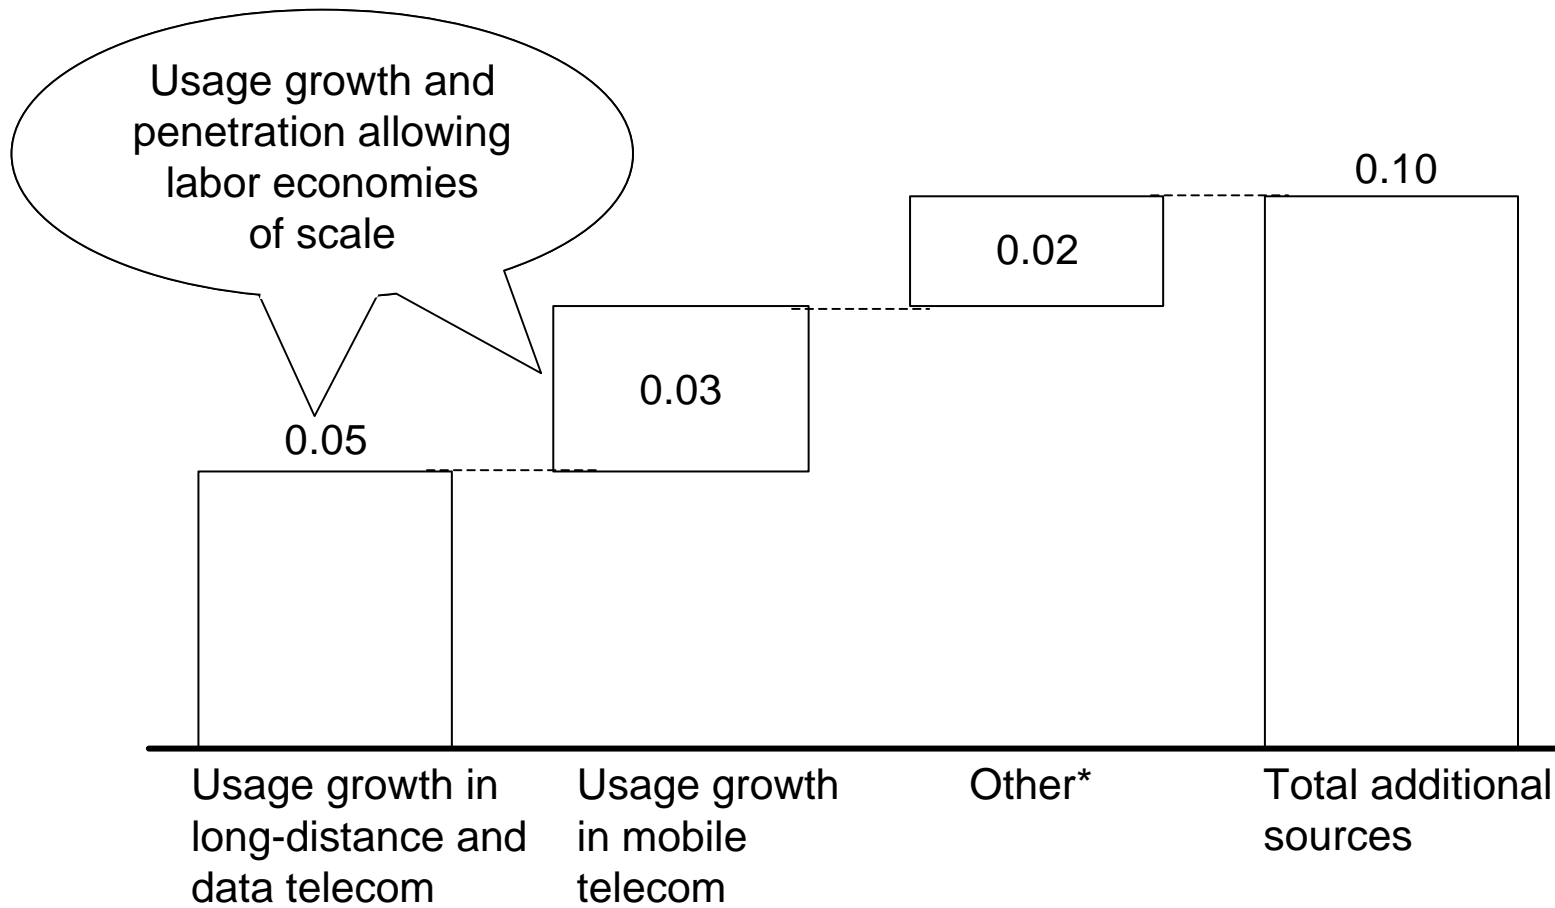 Usage growth and
penetration allowing
labor economies
of scale
0.10
0.02
0.03
0.05
Usage growth in
long-distance and
data telecom
Usage growth
in mobile
telecom
Other*
Total additional
sources